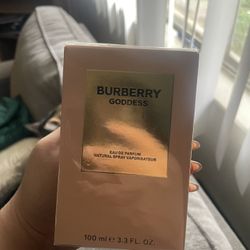 BURBERRY
GODDESS
EAU DE PARFUM
NATURAL SPRAY VAPORISATEUR
100 ml e 3.3 FL. OZ.